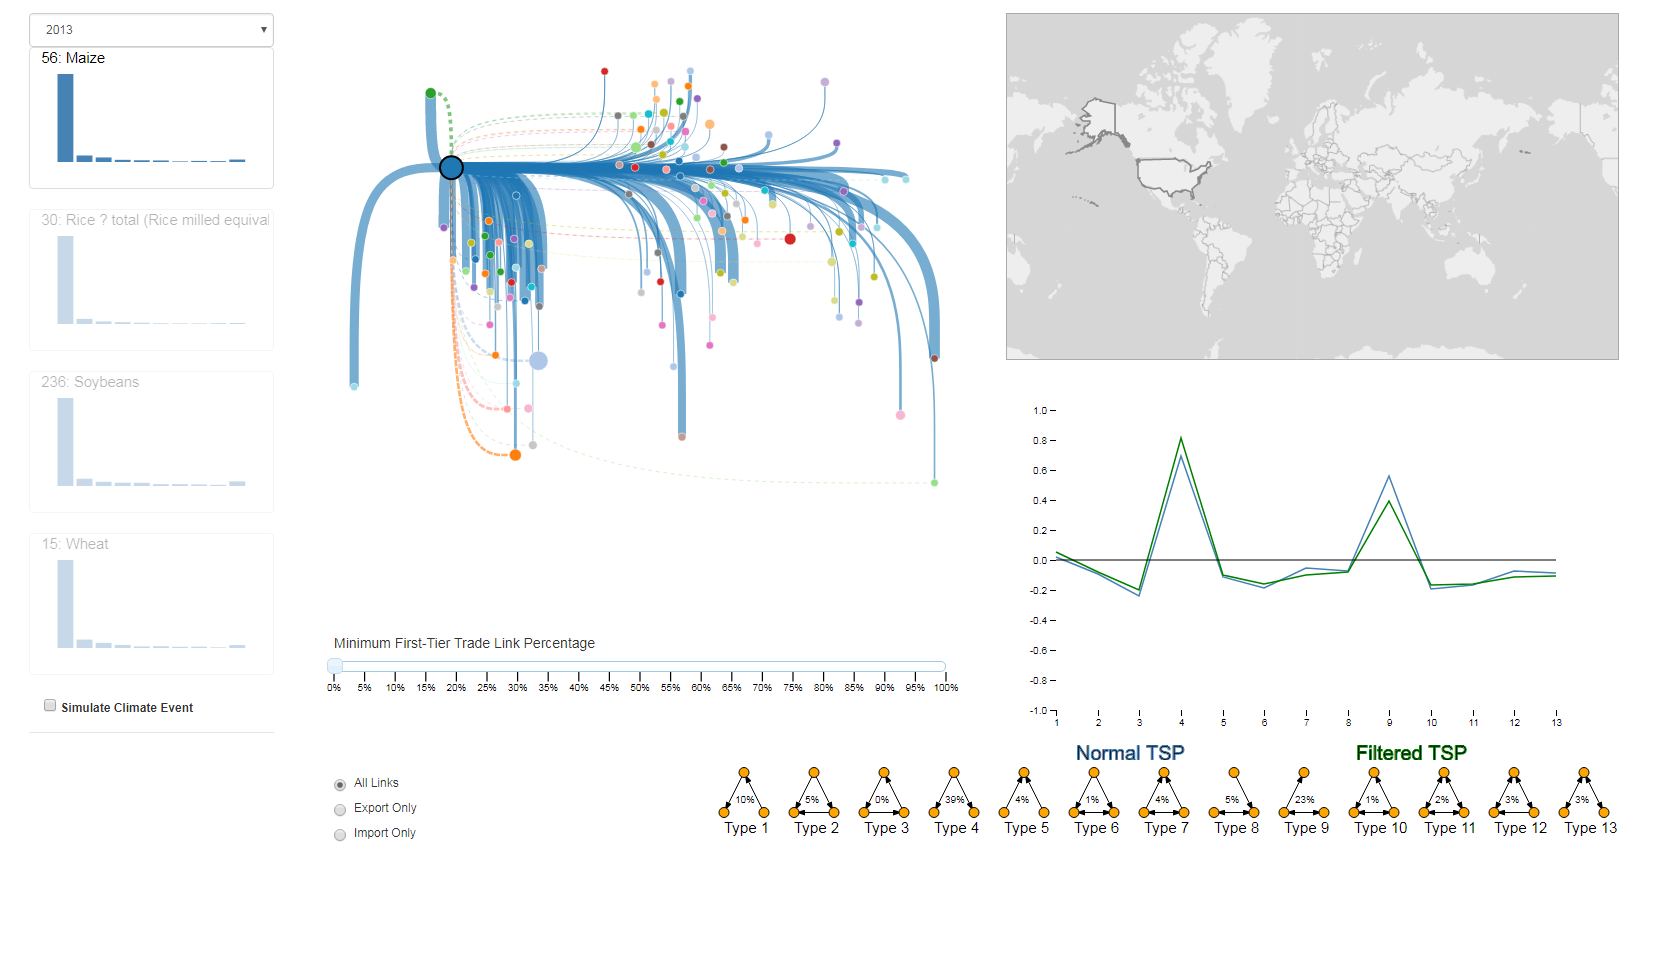 2013
56: Maize
30: Rice ? total (Rice milled equival
236: Soybeans
15: Wheat
Simulate Climate Event
Minimum First-Tier Trade Link Percentage
0% 5% 10% 15% 20% 25% 30% 35% 40% 45% 50% 55% 60% 65% 70% 75% 80% 85% 90% 95% 100%
All Links
Export Only
Import Only
1.0
0.8
0.6
0.4
0.2
0.0
-0.2
-0.4
-0.6
-0.8
-1.0
1 2 3 4 5 6 7 8 9 10 11 12 13
Normal TSP Filtered TSP
10% 5% 0% 39% 4% 1% 4% 5% 23% 1% 2% 3% 3%
Type 1 Type 2 Type 3 Type 4 Type 5 Type 6 Type 7 Type 8 Type 9 Type 10 Type 11 Type 12 Type 13